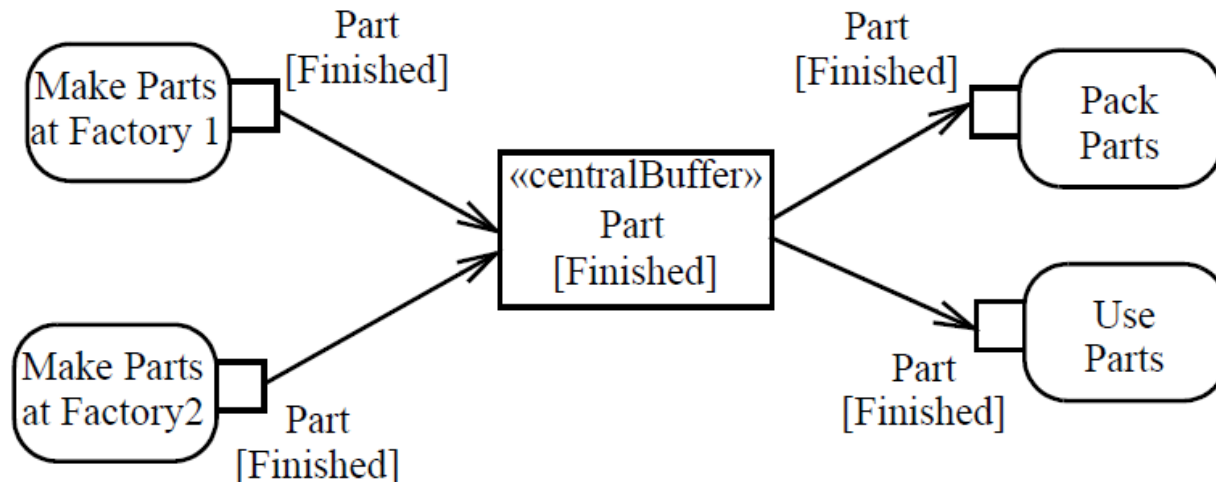 Part
[Finished]
Make Parts
at Factory 1
Part
[Finished]
Pack
Parts
«centralBuffer»
Part
[Finished]
Make Parts
at Factory2
Part
[Finished]
Use
Parts
Part
[Finished]